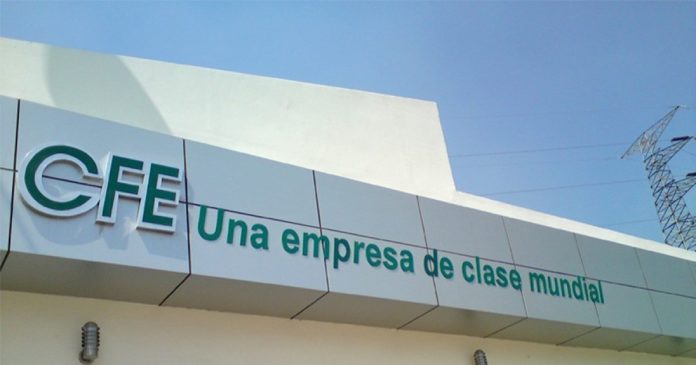 CFE Una empresa de clase mundial